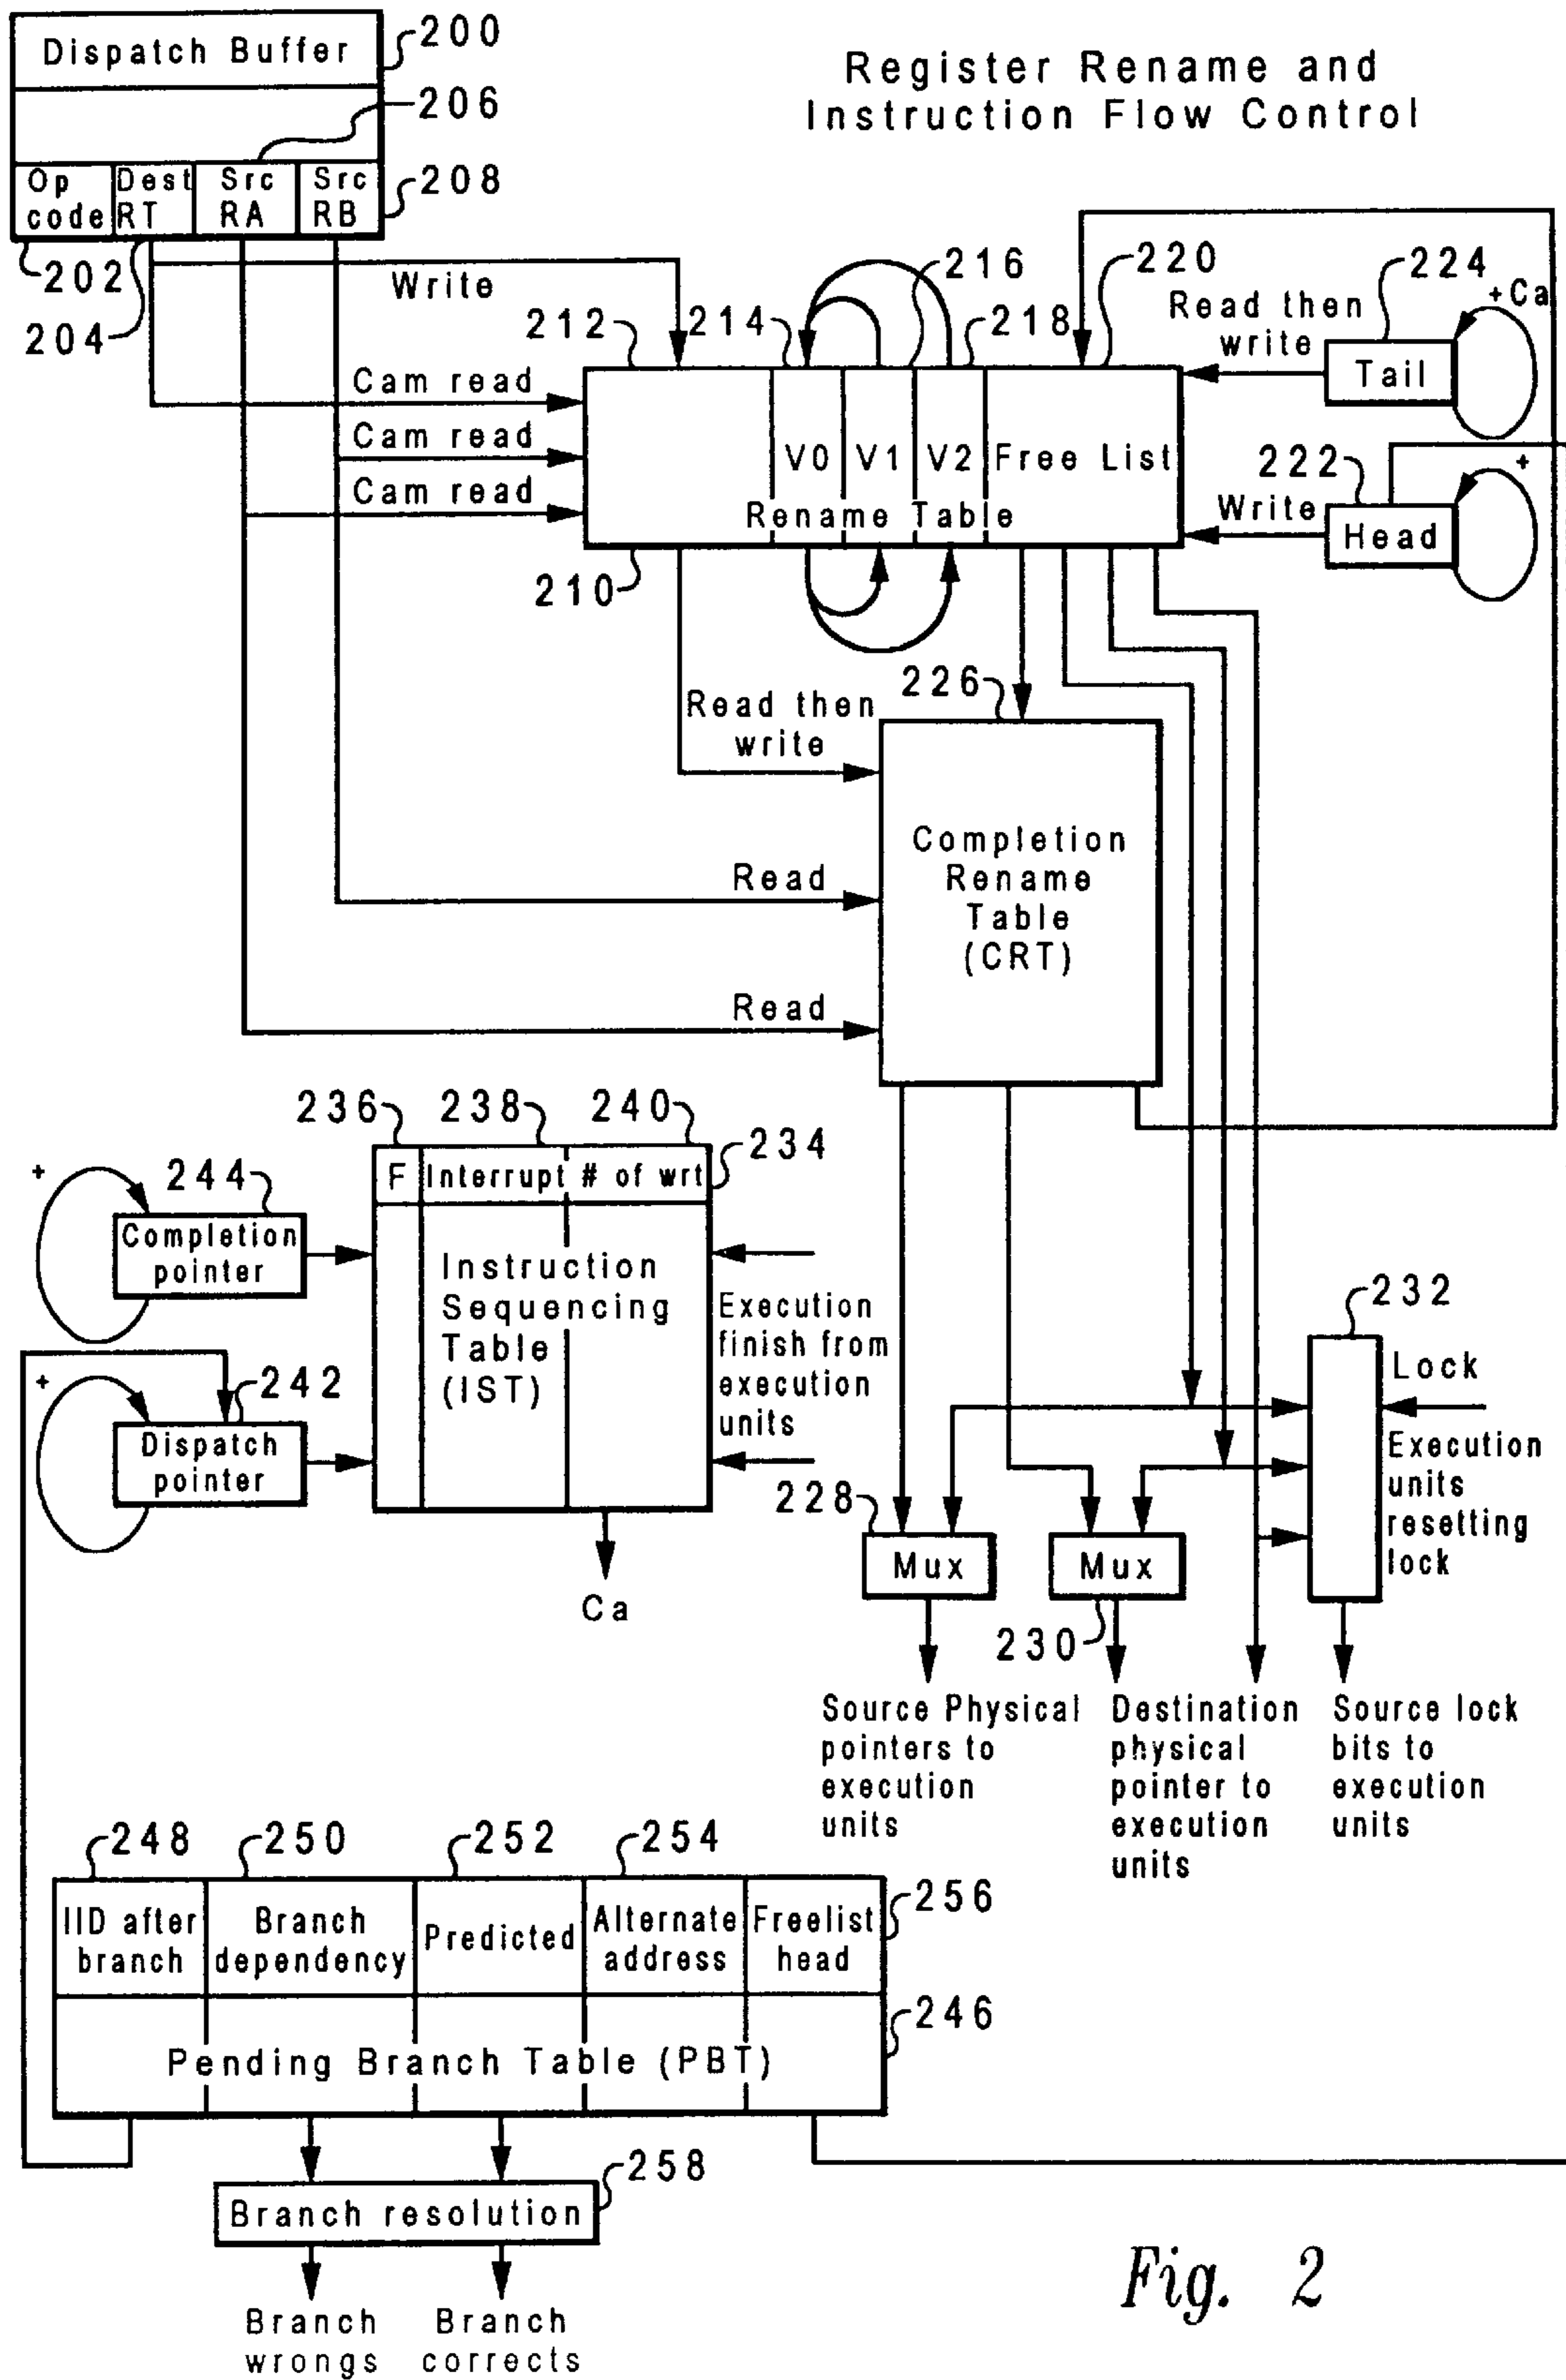 Register Rename and
Instruction Flow Control
Dispatch Buffer
200
206
Op
code
Dest
RT
Src
RA
Src
RB
208
202
204
Write
212
214
216
218
220
224
Read then
write
Tail
+Ca
Cam read
Cam read
Cam read
V0
V1
V2
Free List
Rename Table
210
222
Write
Head
+
226
Read then
write
Completion
Rename
Table
(CRT)
Read
Read
236
238
240
234
F
Interrupt
# of wrt
Instruction
Sequencing
Table
(IST)
+
244
Completion
pointer
+
242
Dispatch
pointer
Execution
finish from
execution
units
Ca
228
Mux
Mux
230
232
Lock
Execution
units
resetting
lock
Source Physical
pointers to
execution
units
Destination
physical
pointer to
execution
units
Source lock
bits to
execution
units
248
250
252
254
256
IID after
branch
Branch
dependency
Predicted
Alternate
address
Freelist
head
246
Pending Branch Table (PBT)
258
Branch resolution
Branch
wrongs
Branch
corrects
Fig. 2